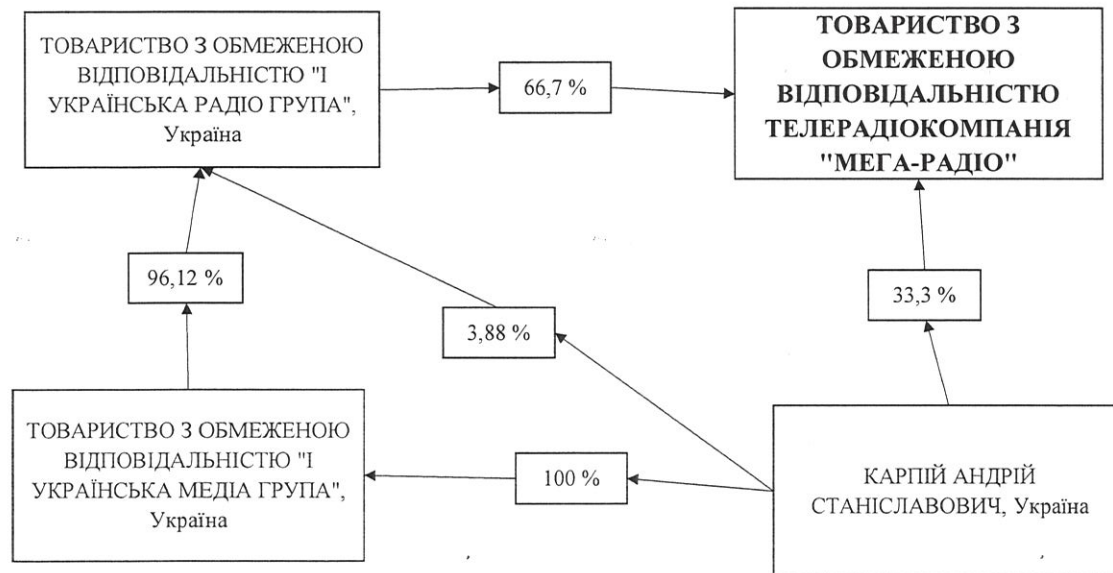 ТОВАРИСТВО З ОБМЕЖЕНОЮ
ВІДПОВІДАЛЬНІСТЮ "І
УКРАЇНСЬКА РАДІО ГРУПА",
Україна
66,7 %
ТОВАРИСТВО З
ОБМЕЖЕНОЮ
ВІДПОВІДАЛЬНІСТЮ
ТЕЛЕРАДІОКОМПАНІЯ
"МЕГА-РАДІО"
96,12 %
3,88 %
33,3 %
ТОВАРИСТВО З ОБМЕЖЕНОЮ
ВІДПОВІДАЛЬНІСТЮ "І
УКРАЇНСЬКА МЕДІА ГРУПА",
Україна
100 %
КАРПІЙ АНДРІЙ
СТАНІСЛАВОВИЧ, Україна